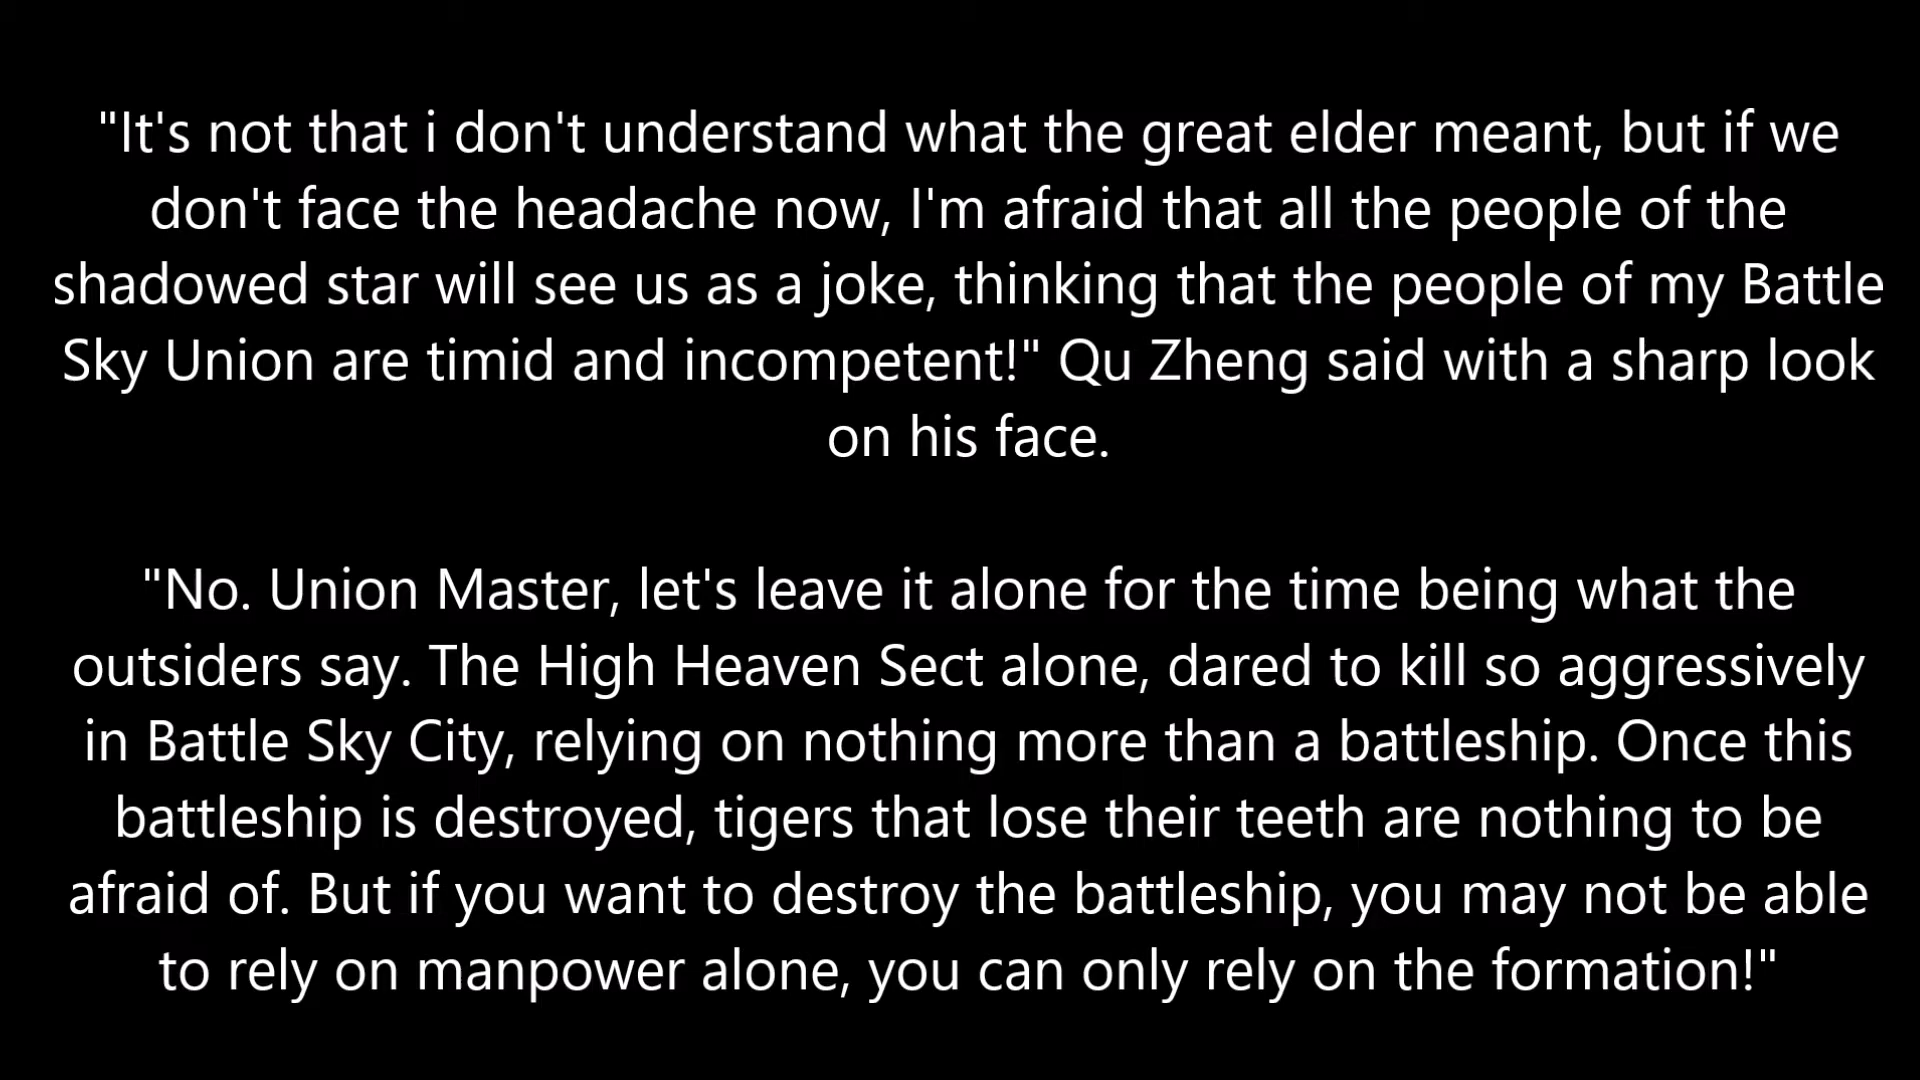 "It's not that i don't understand what the great elder meant, but if we
don't face the headache now, I'm afraid that all the people of the
shadowed star will see us as a joke, thinking that the people of my Battle
Sky Union are timid and incompetent!" Qu Zheng said with a sharp look
on his face.
"No. Union Master, let's leave it alone for the time being what the
outsiders say. The High Heaven Sect alone, dared to kill so aggressively
in Battle Sky City, relying on nothing more than a battleship. Once this
battleship is destroyed, tigers that lose their teeth are nothing to be
afraid of. But if you want to destroy the battleship, you may not be able
to rely on manpower alone, you can only rely on the formation!"